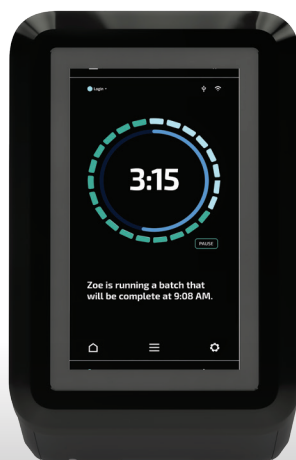 Login
3:15
PAUSE
Zoe is running a batch that
will be complete at 9:08 AM.